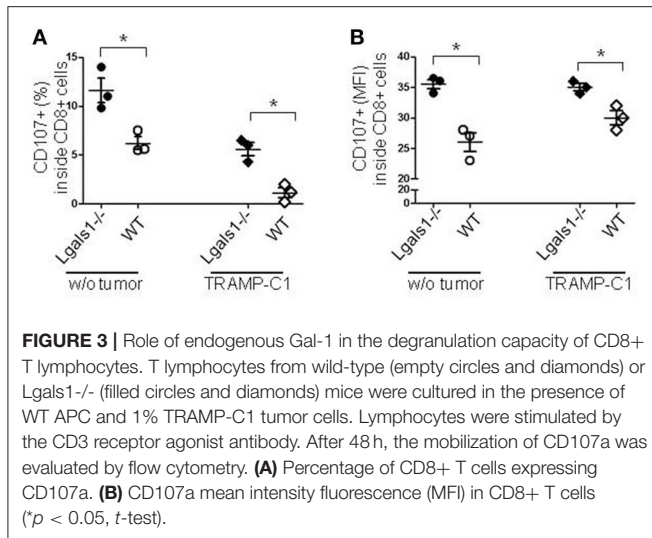 A
B
*
*
*
*
CD107+ (%)
inside CD8+ cells
15
10
5
0
Lgals1-/-
WT
Lgals1-/-
WT
w/o tumor
TRAMP-C1
CD107+ (MFI)
inside CD8+ cells
40
35
30
25
20
20
0
Lgals1-/-
WT
Lgals1-/-
WT
w/o tumor
TRAMP-C1
FIGURE 3 | Role of endogenous Gal-1 in the degranulation capacity of CD8+
T lymphocytes. T lymphocytes from wild-type (empty circles and diamonds) or
Lgals1-/- (filled circles and diamonds) mice were cultured in the presence of
WT APC and 1% TRAMP-C1 tumor cells. Lymphocytes were stimulated by
the CD3 receptor agonist antibody. After 48 h, the mobilization of CD107a was
evaluated by flow cytometry. (A) Percentage of CD8+ T cells expressing
CD107a. (B) CD107a mean intensity fluorescence (MFI) in CD8+ T cells
(*p < 0.05, t-test).